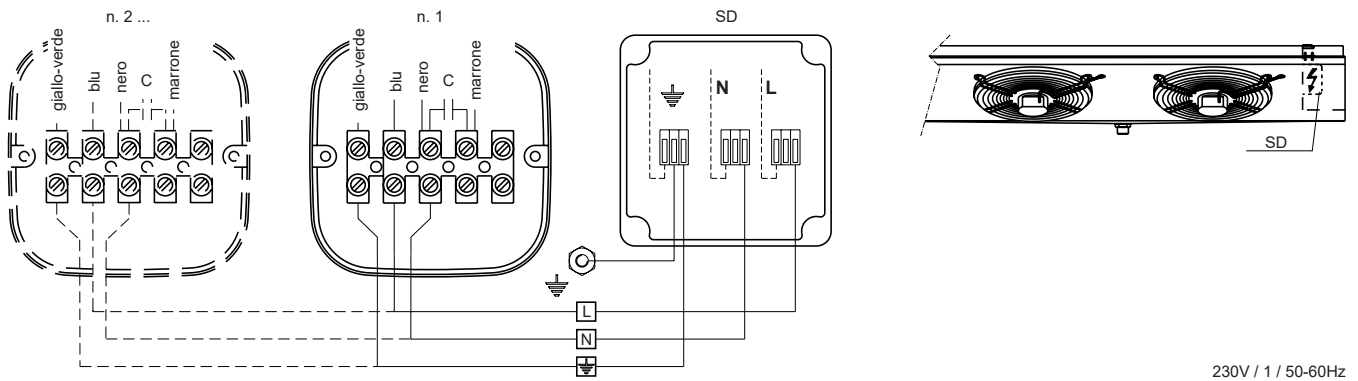 n. 2 ...
giallo-verde
blu
nero
C
marrone
n. 1
giallo-verde
blu
nero
C
marrone
SD
N
L
L
N
SD
230V / 1 / 50-60Hz